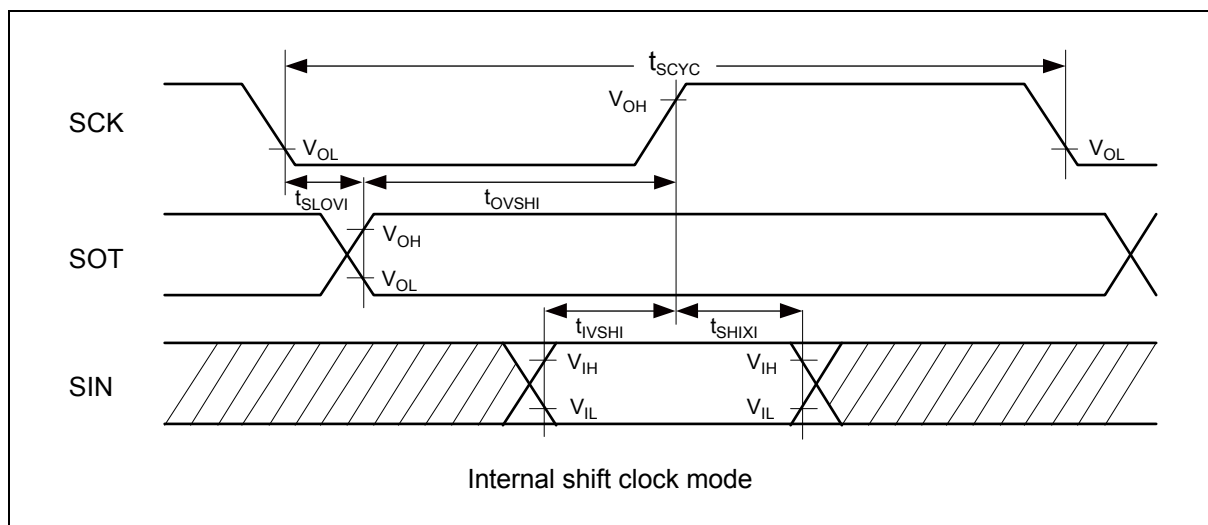 tSCYC
SCK
VOH
VOL
VOL
tSLOVI
tOVSHI
SOT
VOH
VOL
tIVSHI
tSHIXI
SIN
VIH
VIH
VIL
VIL
Internal shift clock mode